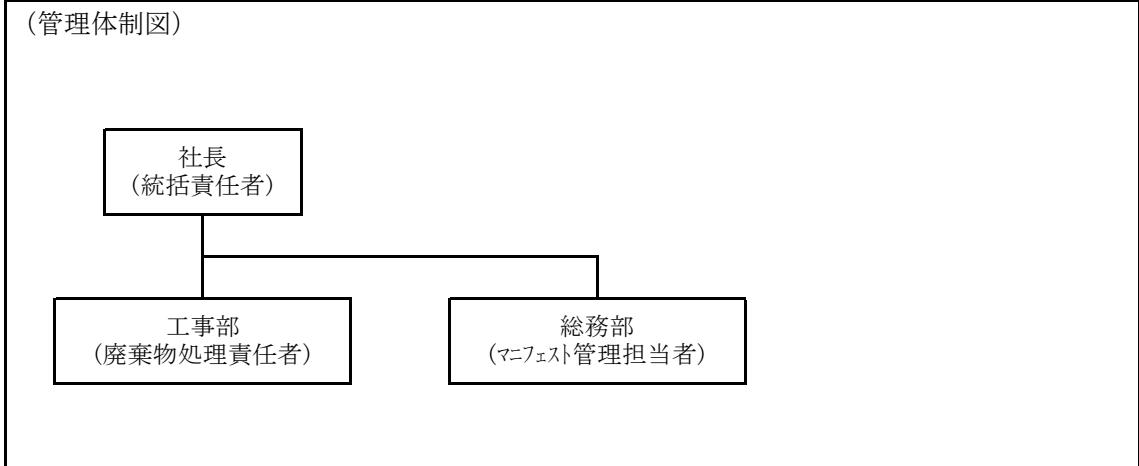 （管理体制図）
社長
（統括責任者）
工事部
（廃棄物処理責任者）
総務部
（ﾏﾆﾌｪｽﾄ管理担当者）